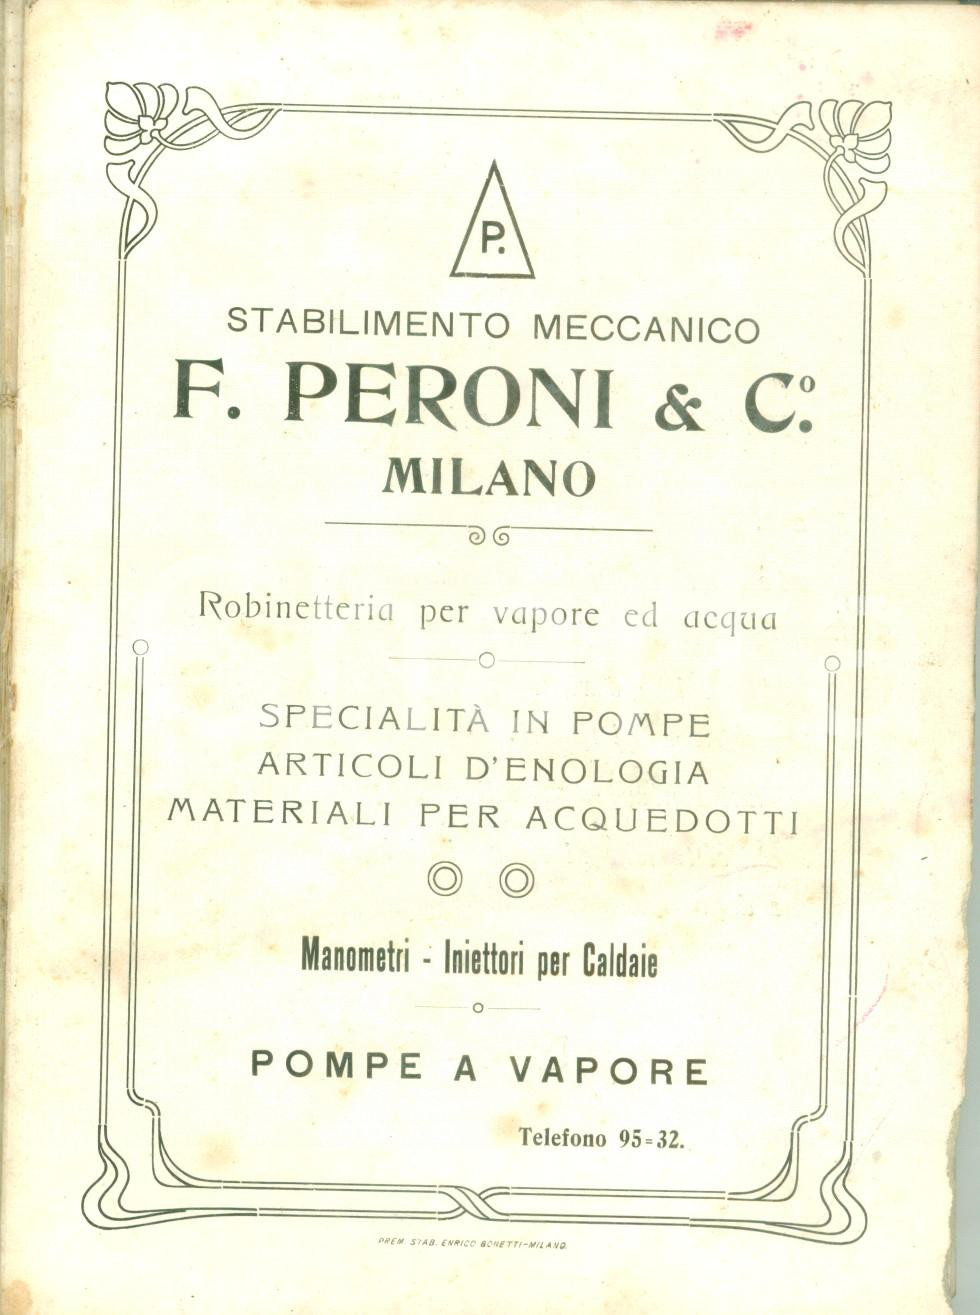 P.
STABILIMENTO MECCANICO
F. PERONI & Cº.
MILANO
Robinetteria per vapore ed acqua
SPECIALITÀ IN POMPE
ARTICOLI D'ENOLOGIA
MATERIALI PER ACQUEDOTTI
Manometri - Iniettori per Caldaie
POMPE A VAPORE
Telefono 95=32.
PREM. STAB. ENRICO BONETTI-MILANO.